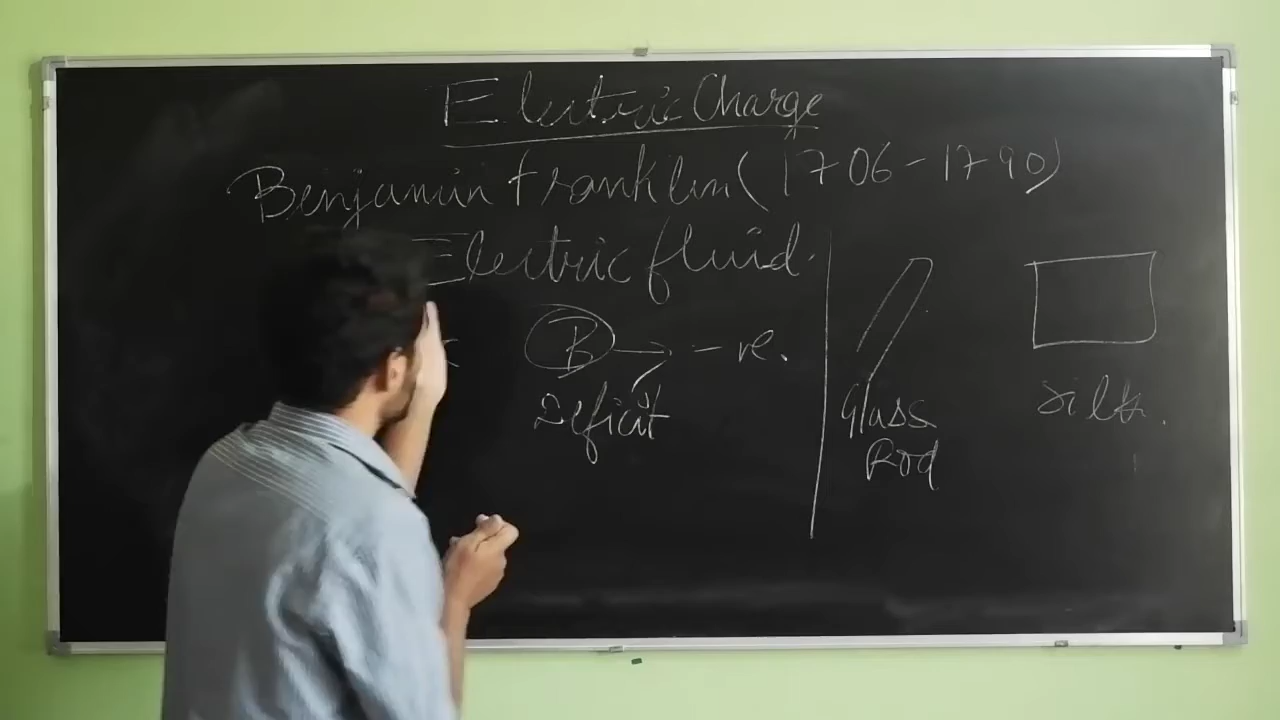 Electric Charge
Benjamin Franklin (1706-1790)
Electric fluid.
B → -ve.
Deficit
Glass
Rod
Silk.